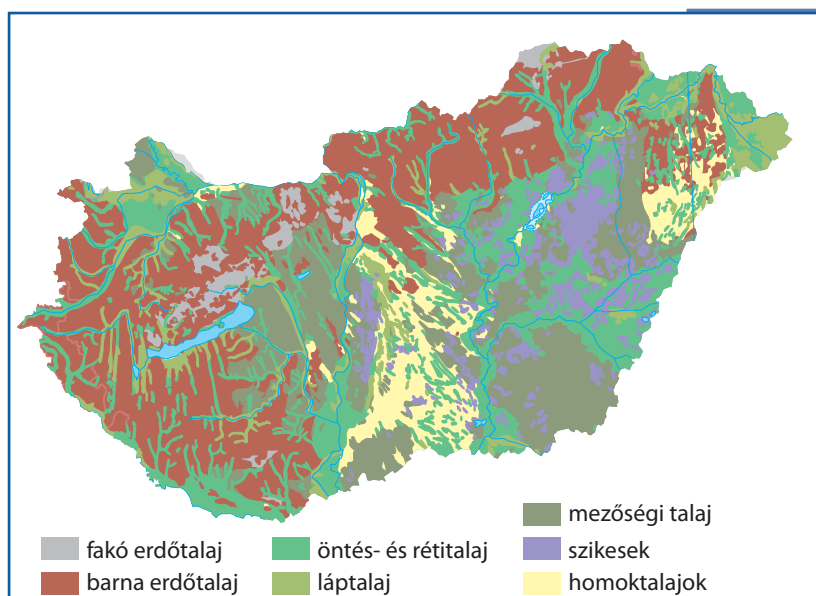 mezőségi talaj
fakó erdőtalaj
öntés- és rétitalaj
szikesek
barna erdőtalaj
láptalaj
homoktalajok